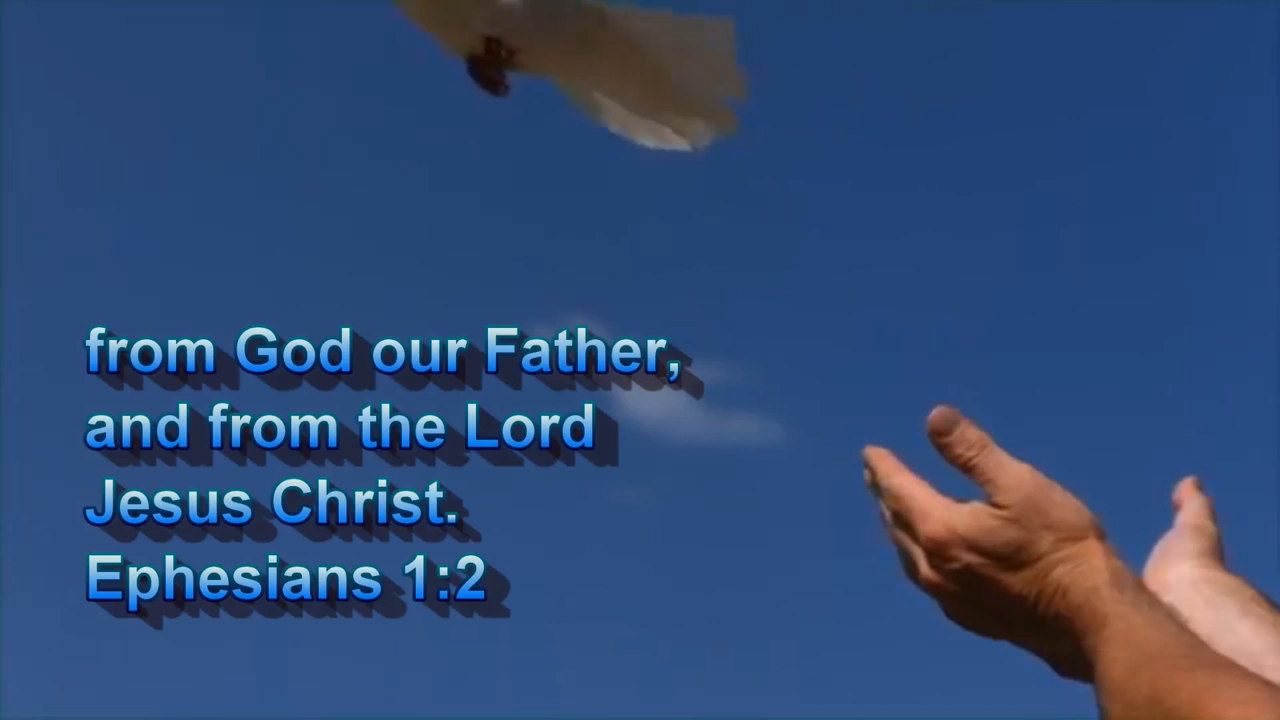 from God our Father,
and from the Lord
Jesus Christ.
Ephesians 1:2